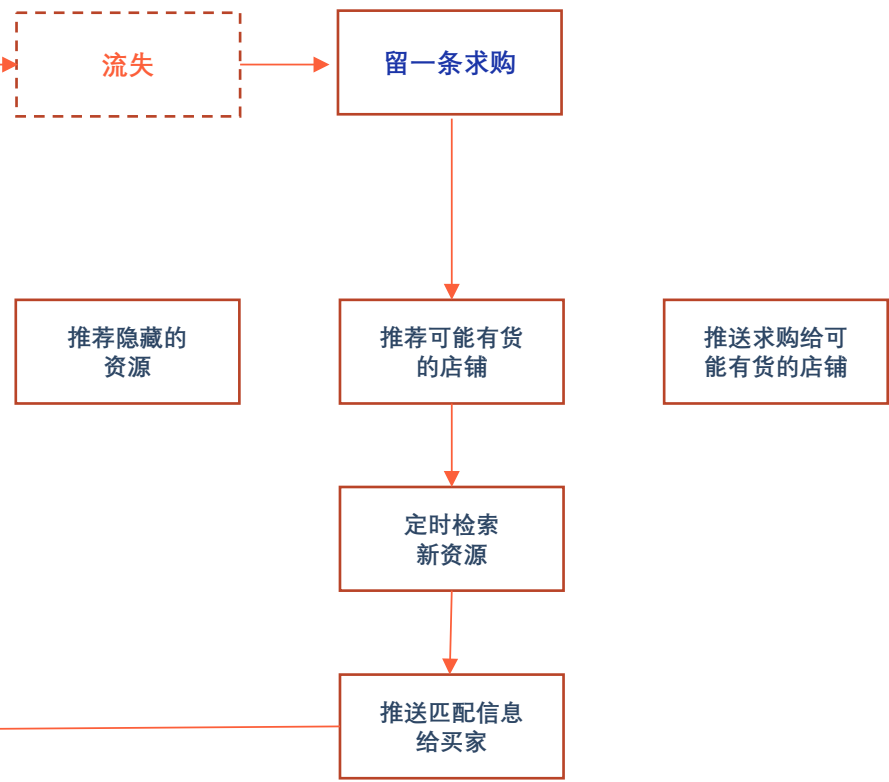 流失
留一条求购
推荐隐藏的
资源
推荐可能有货
的店铺
推送求购给可
能有货的店铺
定时检索
新资源
推送匹配信息
给买家